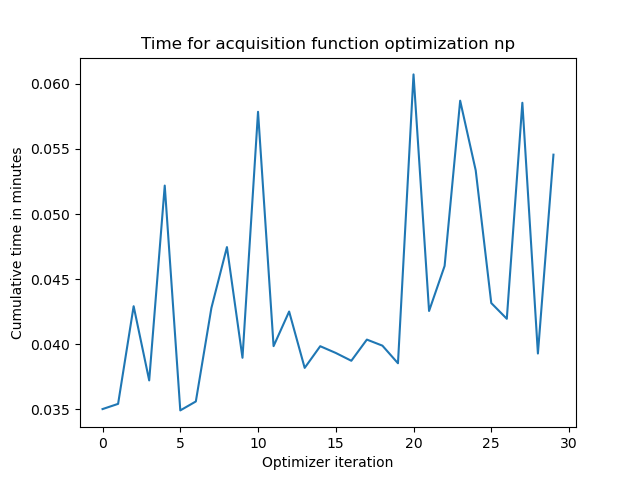 Time for acquisition function optimization np
0.060
0.055
0.050
0.045
0.040
0.035
Cumulative time in minutes
0 5 10 15 20 25 30
Optimizer iteration